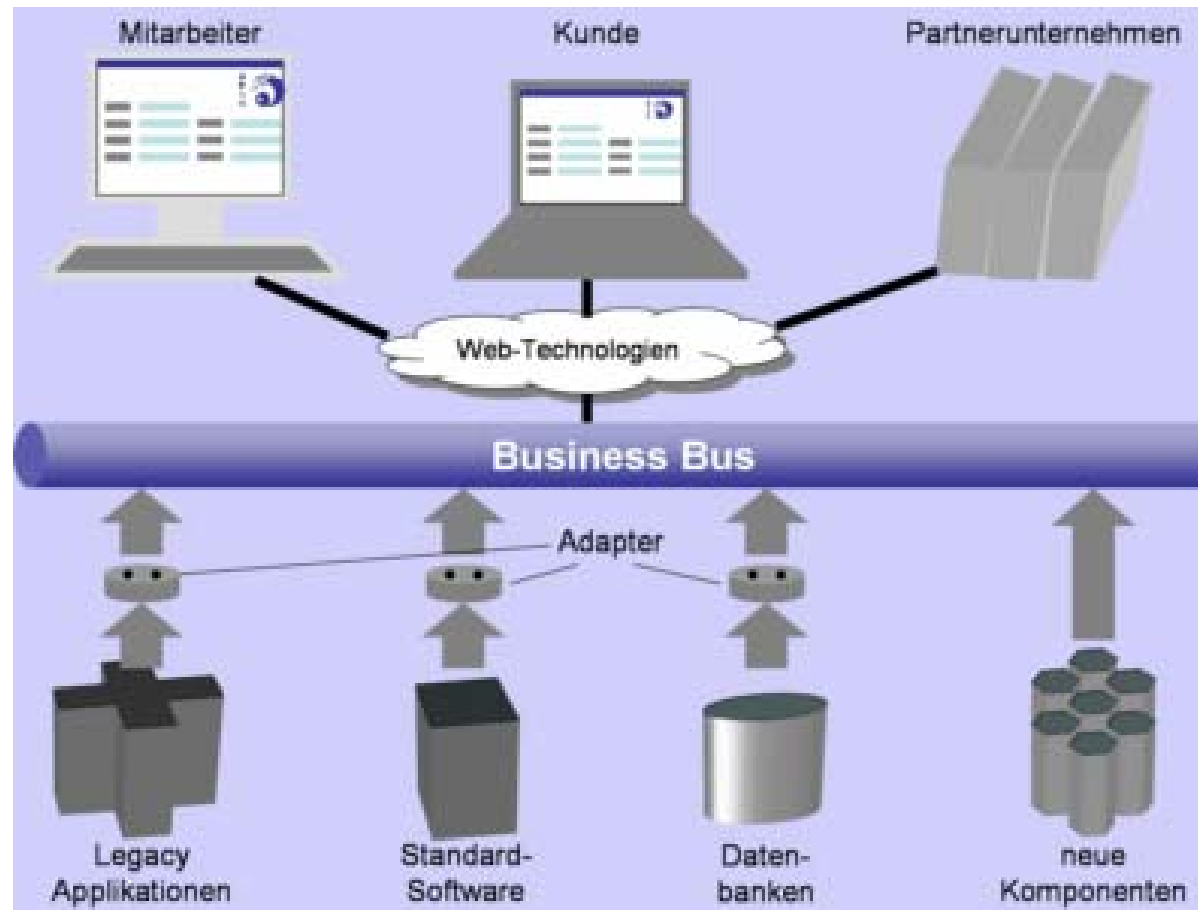 Mitarbeiter
Kunde
Partnerunternehmen
Web-Technologien
Business Bus
Adapter
Legacy
Applikationen
Standard-
Software
Daten-
banken
neue
Komponenten